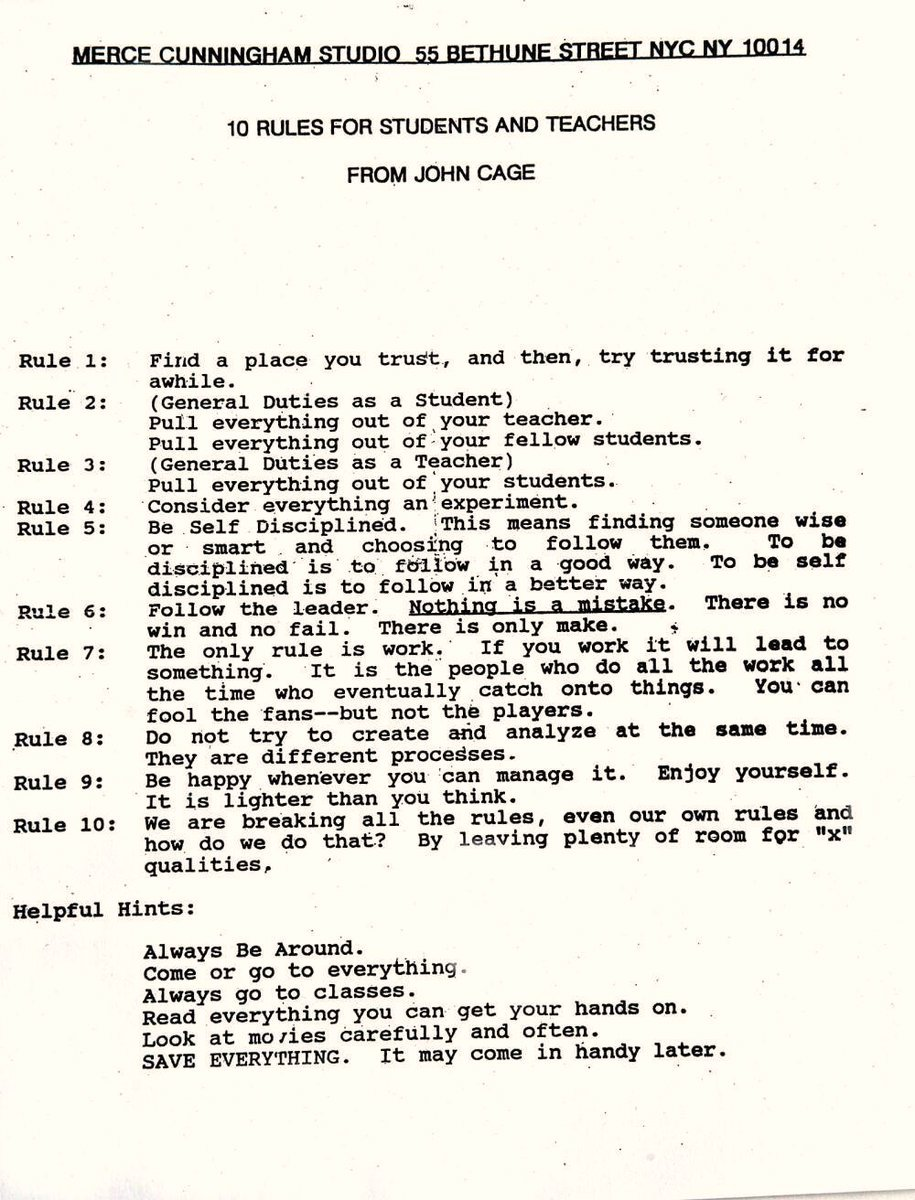 MERCE CUNNINGHAM STUDIO 55 BETHUNE STREET NYC NY 10014
10 RULES FOR STUDENTS AND TEACHERS
FROM JOHN CAGE
Rule 1: Find a place you trust, and then, try trusting it for
awhile.
Rule 2: (General Duties as a Student)
Pull everything out of your teacher.
Pull everything out of your fellow students.
Rule 3: (General Duties as a Teacher)
Pull everything out of your students.
Rule 4: Consider everything an experiment.
Rule 5: Be Self Disciplined. This means finding someone wise
or smart and choosing to follow them. To be
disciplined is to follow in a good way. To be self
disciplined is to follow in a better way.
Rule 6: Follow the leader. Nothing is a mistake. There is no
win and no fail. There is only make.
Rule 7: The only rule is work. If you work it will lead to
something. It is the people who do all the work all
the time who eventually catch onto things. You can
fool the fans--but not the players.
Rule 8: Do not try to create and analyze at the same time.
They are different processes.
Rule 9: Be happy whenever you can manage it. Enjoy yourself.
It is lighter than you think.
Rule 10: We are breaking all the rules, even our own rules and
how do we do that? By leaving plenty of room for "x"
qualities.
Helpful Hints:
Always Be Around.
Come or go to everything.
Always go to classes.
Read everything you can get your hands on.
Look at movies carefully and often.
SAVE EVERYTHING. It may come in handy later.